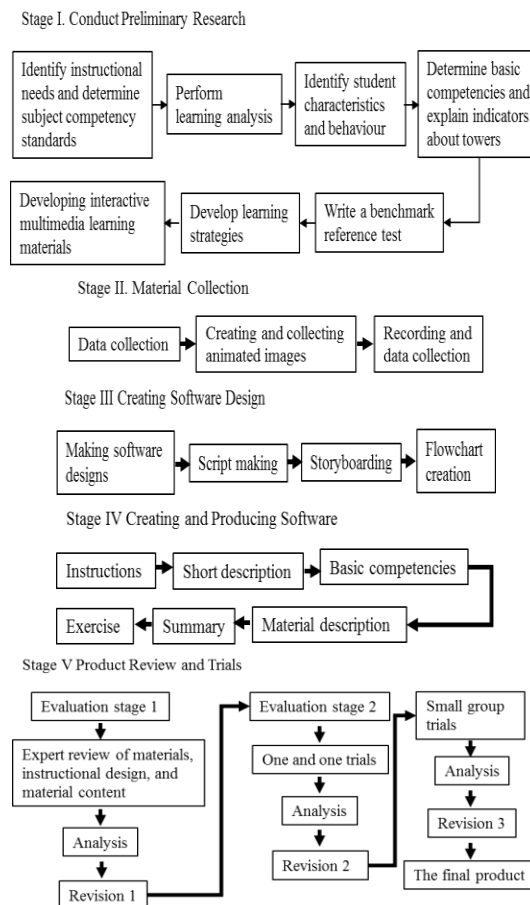 Stage I. Conduct Preliminary Research
Identify instructional
needs and determine
subject competency
standards
Perform
learning analysis
Identify student
characteristics
and behaviour
Determine basic
competencies and
explain indicators
about towers
Developing interactive
multimedia learning
materials
Develop learning
strategies
Write a benchmark
reference test
Stage II. Material Collection
Data collection
Creating and collecting
animated images
Recording and
data collection
Stage III Creating Software Design
Making software
designs
Script making
Storyboarding
Flowchart
creation
Stage IV Creating and Producing Software
Instructions
Short description
Basic competencies
Exercise
Summary
Material description
Stage V Product Review and Trials
Evaluation stage 1
Expert review of materials,
instructional design, and
material content
Analysis
Revision 1
Evaluation stage 2
One and one trials
Analysis
Revision 2
Small group
trials
Analysis
Revision 3
The final product